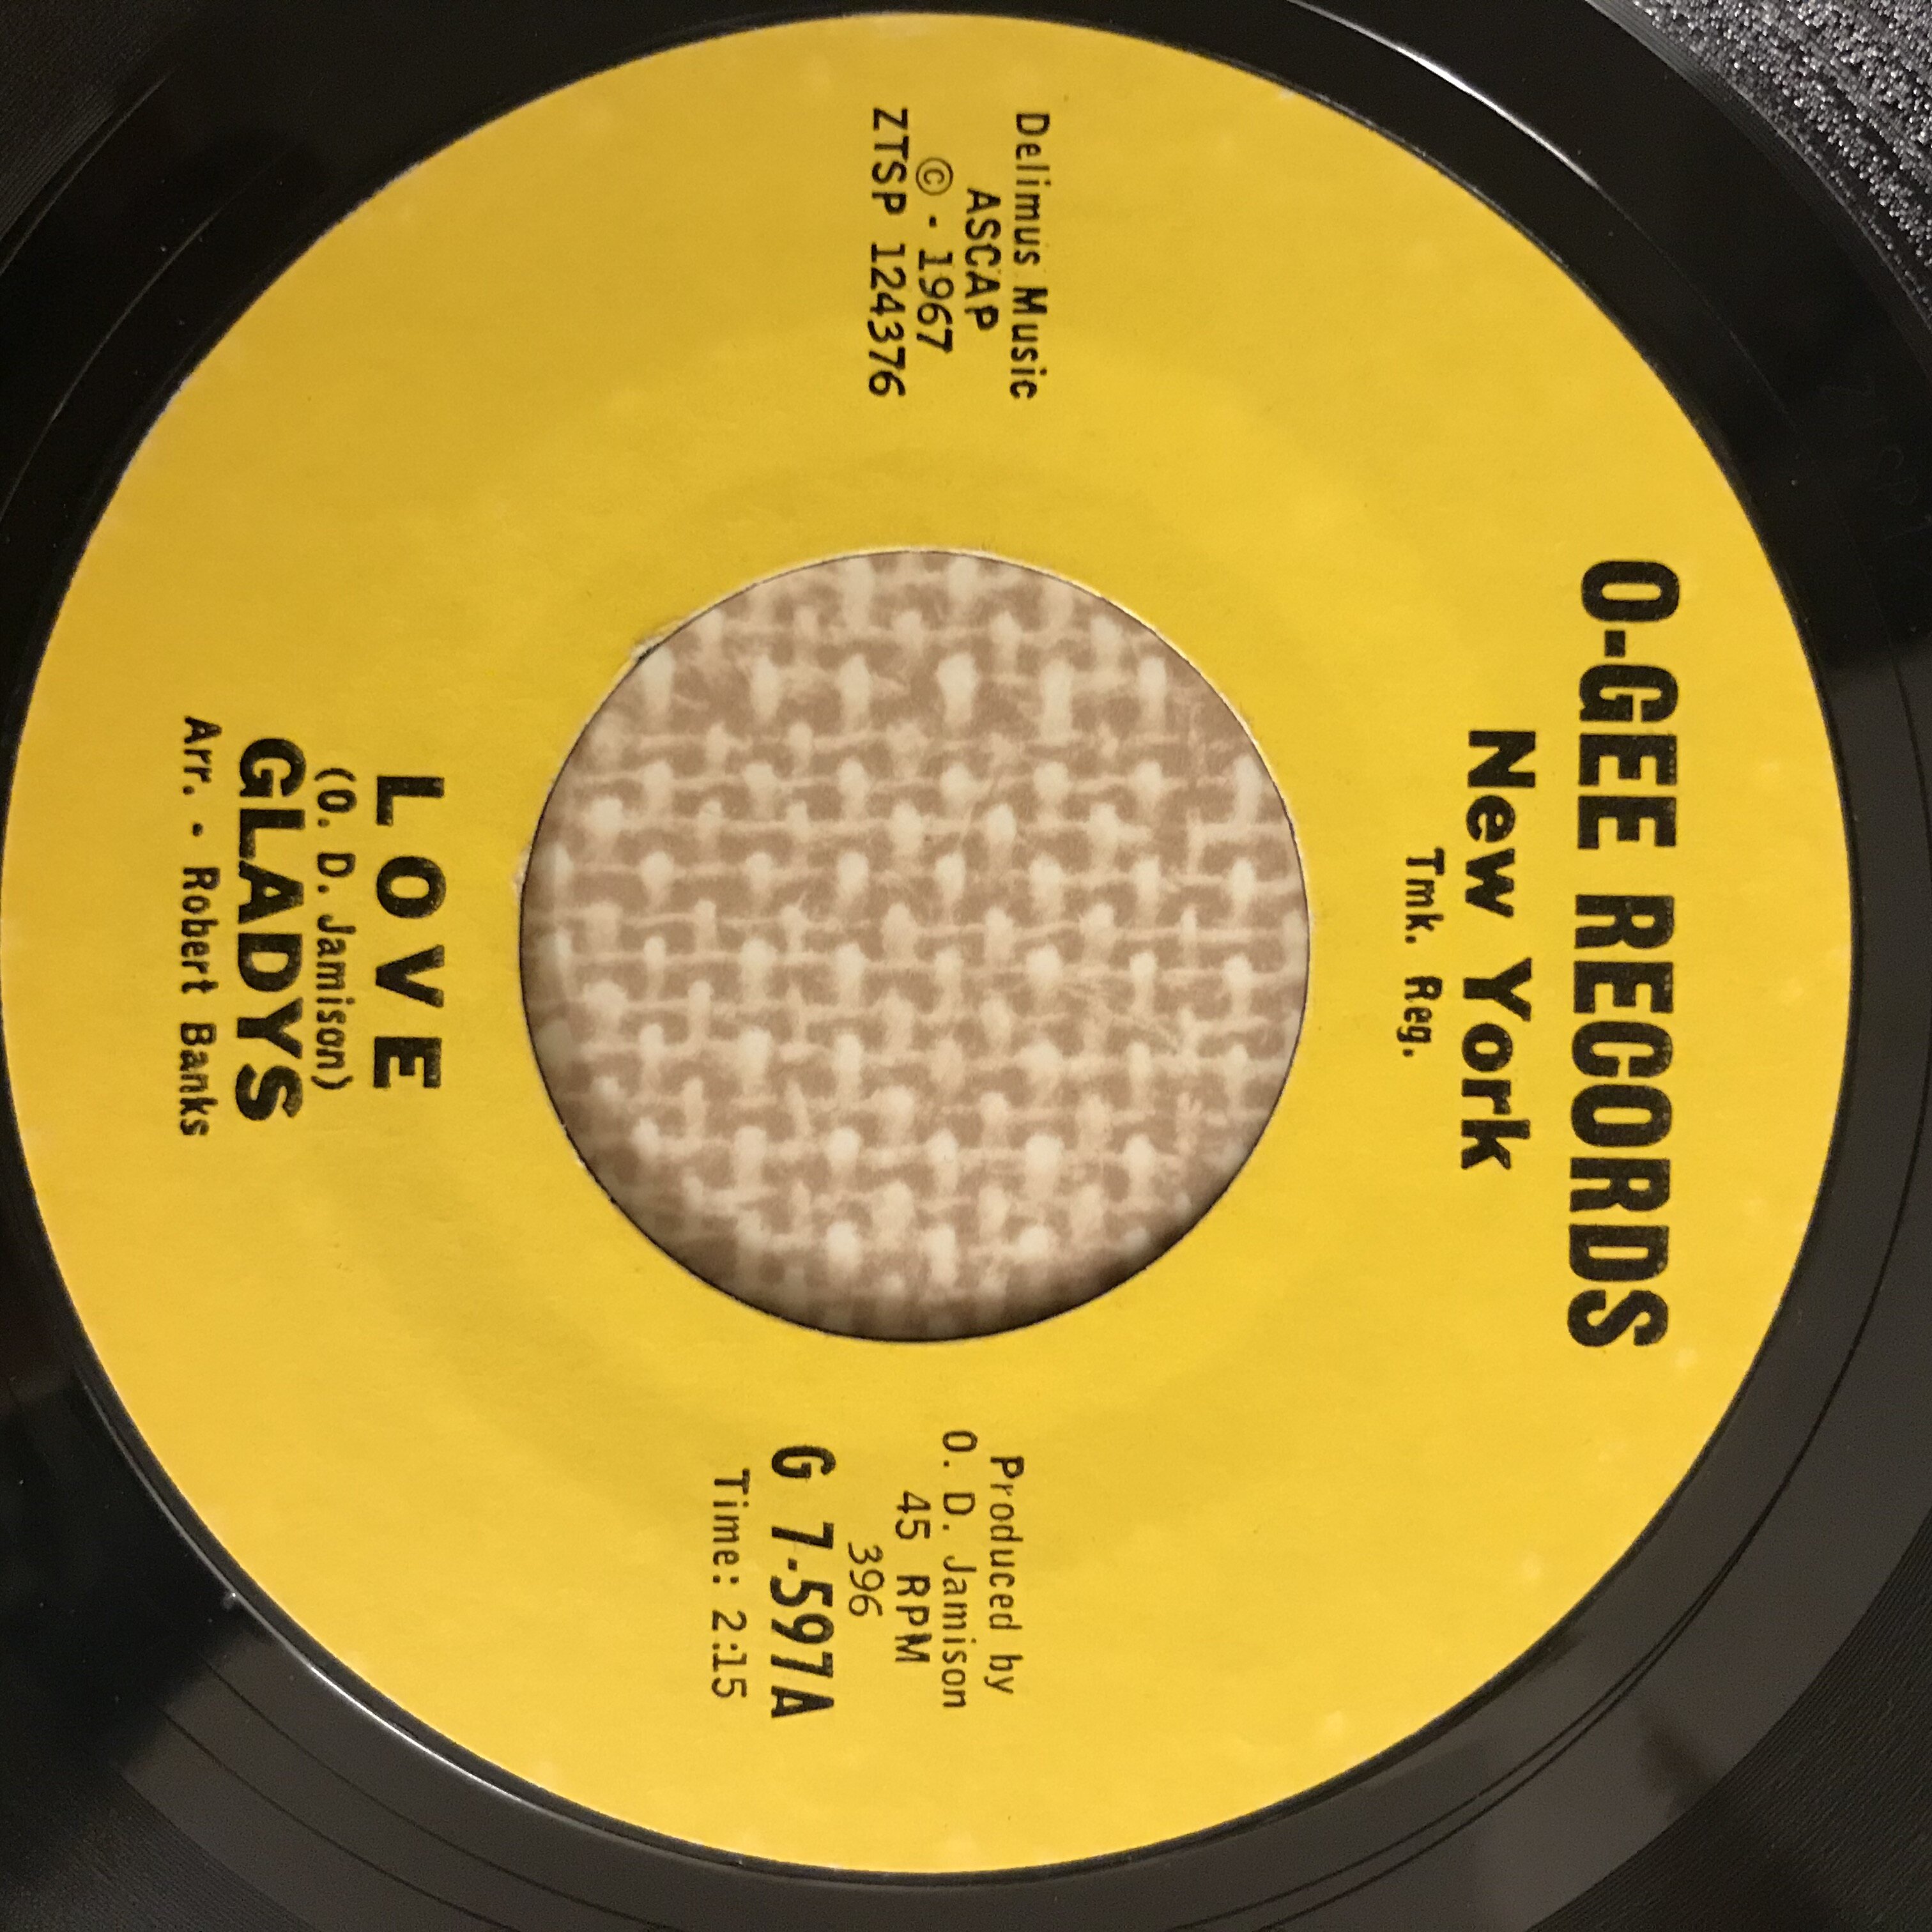 O-GEE RECORDS
New York
Tmk. Reg.
Delimus Music
ASCAP
© - 1967
ZTSP 124376
Produced by
O. D. Jamison
45 RPM
396
G 7-597A
Time: 2:15
L O V E
(O. D. Jamison)
GLADYS
Arr. - Robert Banks